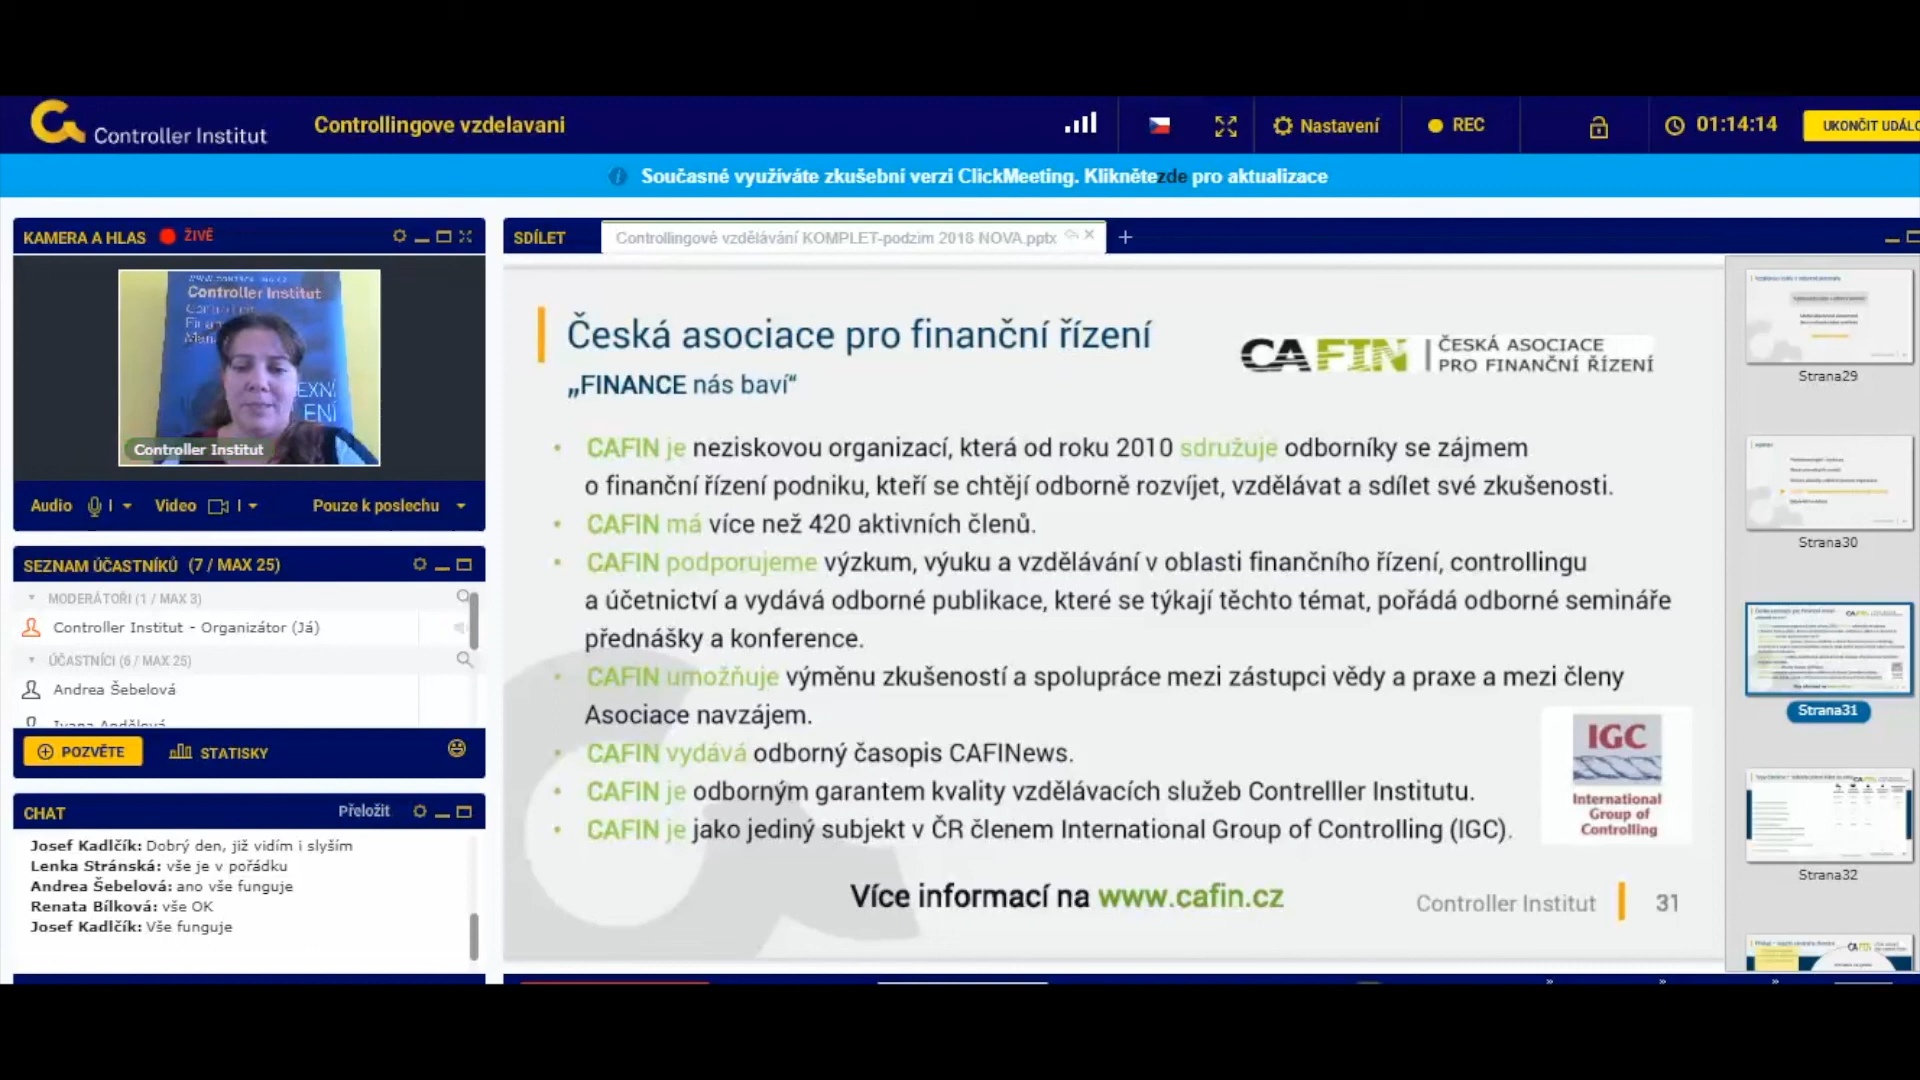 Controller Institut
Controllingove vzdelavani
Nastavení
REC
01:14:14
UKONČIT UDÁLO
Současné využíváte zkušební verzi ClickMeeting. Kliknětezde pro aktualizace
KAMERA A HLAS
ŽIVĚ
Controller Institut
Controller Institut
Audio
Video
Pouze k poslechu
SEZNAM ÚČASTNÍKŮ (7 / MAX 25)
MODERÁTOŘI (1 / MAX 3)
Controller Institut - Organizátor (Já)
ÚČASTNÍCI (6 / MAX 25)
Andrea Šebelová
Ivana Andělová
POZVĚTE
STATISKY
CHAT
Přeložit
Josef Kadlčík: Dobrý den, již vidím i slyším
Lenka Stránská: vše je v pořádku
Andrea Šebelová: ano vše funguje
Renata Bílková: vše OK
Josef Kadlčík: Vše funguje
SDÍLET
Controllingové vzdělávání KOMPLET-podzim 2018 NOVA.pptx
Česká asociace pro finanční řízení
„FINANCE nás baví“
CAFIN
ČESKÁ ASOCIACE
PRO FINANČNÍ ŘÍZENÍ
• CAFIN je neziskovou organizací, která od roku 2010 sdružuje odborníky se zájmem
o finanční řízení podniku, kteří se chtějí odborně rozvíjet, vzdělávat a sdílet své zkušenosti.
• CAFIN má více než 420 aktivních členů.
• CAFIN podporujeme výzkum, výuku a vzdělávání v oblasti finančního řízení, controllingu
a účetnictví a vydává odborné publikace, které se týkají těchto témat, pořádá odborné semináře
přednášky a konference.
• CAFIN umožňuje výměnu zkušeností a spolupráce mezi zástupci vědy a praxe a mezi členy
Asociace navzájem.
• CAFIN vydává odborný časopis CAFINews.
• CAFIN je odborným garantem kvality vzdělávacích služeb Contrelller Institutu.
• CAFIN je jako jediný subjekt v ČR členem International Group of Controlling (IGC).
IGC
International
Group of
Controlling
Více informací na www.cafin.cz
Controller Institut
31
Strana29
Strana30
Strana31
Strana32